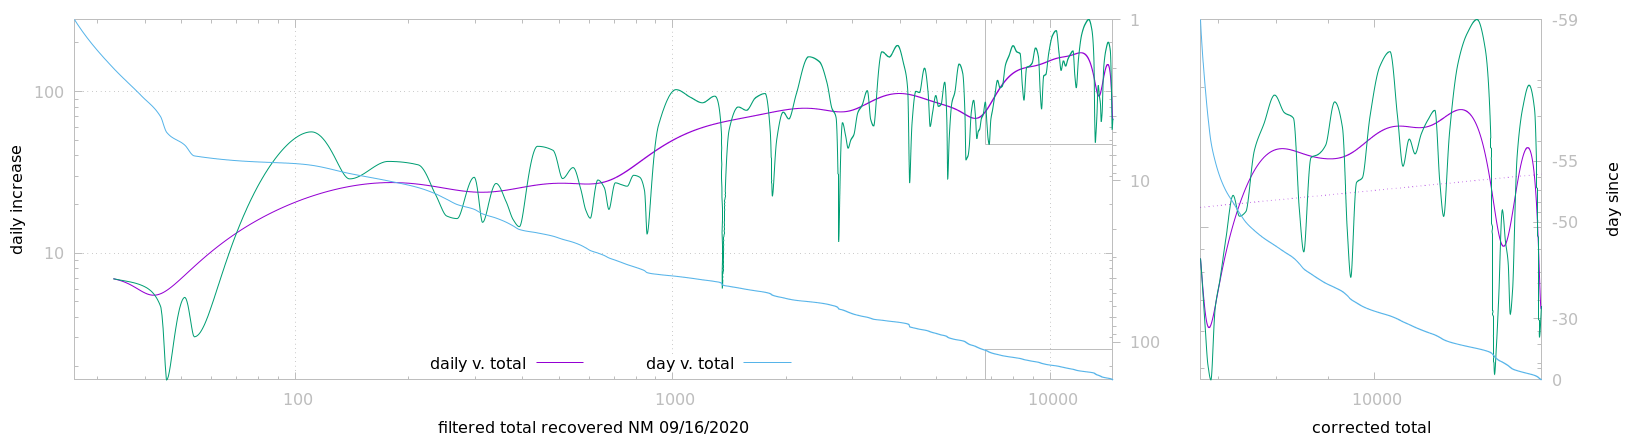 1
-59
100
-55
10
-50
10
100
-30
0
daily increase
day since
daily v. total
day v. total
100
1000
10000
10000
filtered total recovered NM 09/16/2020
corrected total